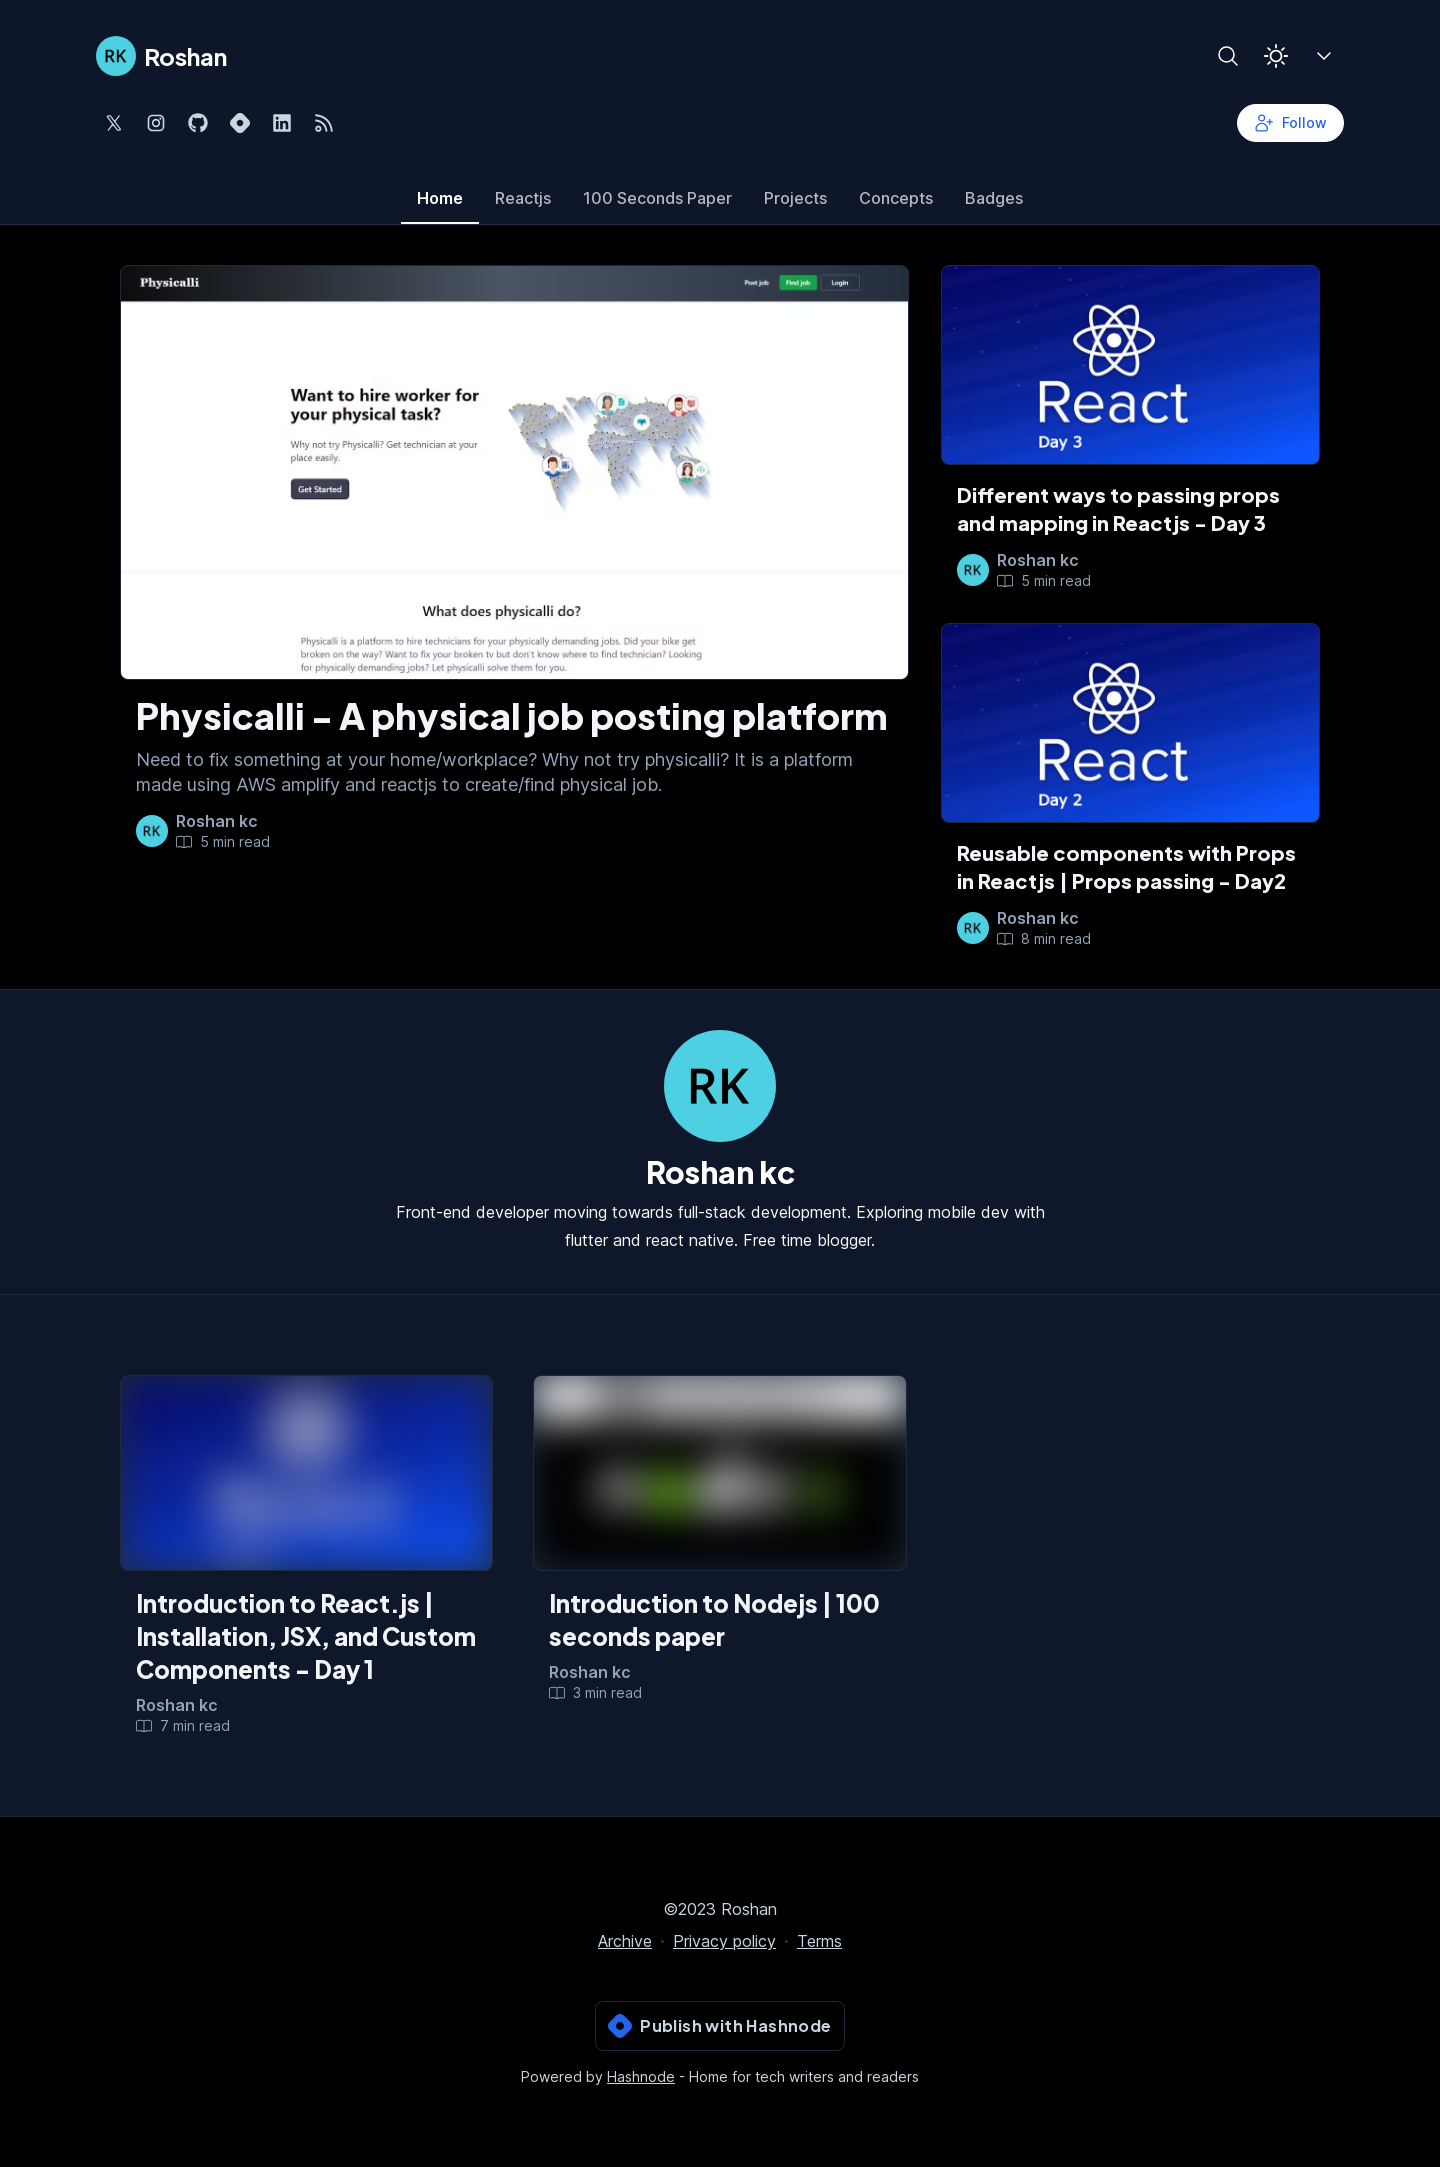 RK Roshan
Follow
Home Reactjs 100 Seconds Paper Projects Concepts Badges
Physicalli Post job Find job Login
Want to hire worker for
your physical task?
Why not try Physicalli? Get technician at your
place easily.
Get Started
What does physicalli do?
Physicalli is a platform to hire technicians for your physically demanding jobs. Did your bike get
broken on the way? Want to fix your broken tv but don't know where to find technician? Looking
for physically demanding jobs? Let physicalli solve them for you.
Physicalli - A physical job posting platform
Need to fix something at your home/workplace? Why not try physicalli? It is a platform
made using AWS amplify and reactjs to create/find physical job.
RK Roshan kc
5 min read
React
Day 3
Different ways to passing props
and mapping in Reactjs - Day 3
RK Roshan kc
5 min read
React
Day 2
Reusable components with Props
in Reactjs | Props passing - Day2
RK Roshan kc
8 min read
RK
Roshan kc
Front-end developer moving towards full-stack development. Exploring mobile dev with
flutter and react native. Free time blogger.
Introduction to React.js |
Installation, JSX, and Custom
Components - Day 1
Roshan kc
7 min read
Introduction to Nodejs | 100
seconds paper
Roshan kc
3 min read
©2023 Roshan
Archive · Privacy policy · Terms
Publish with Hashnode
Powered by Hashnode - Home for tech writers and readers